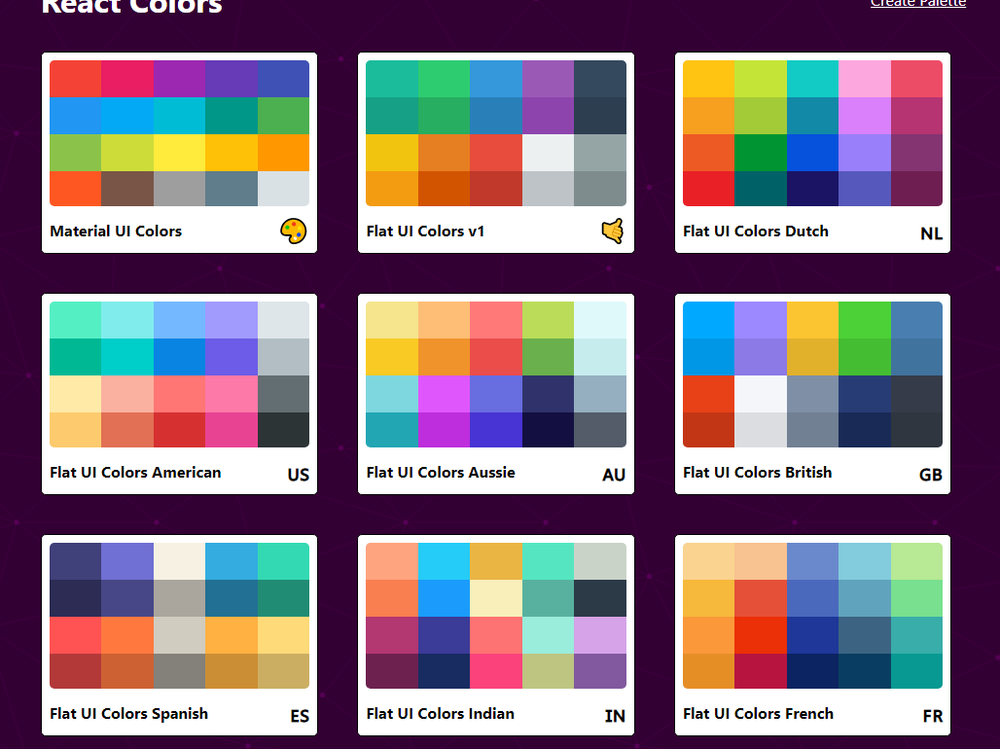 React Colors
Create Palette
Material UI Colors
Flat UI Colors v1
Flat UI Colors Dutch
NL
Flat UI Colors American
US
Flat UI Colors Aussie
AU
Flat UI Colors British
GB
Flat UI Colors Spanish
ES
Flat UI Colors Indian
IN
Flat UI Colors French
FR